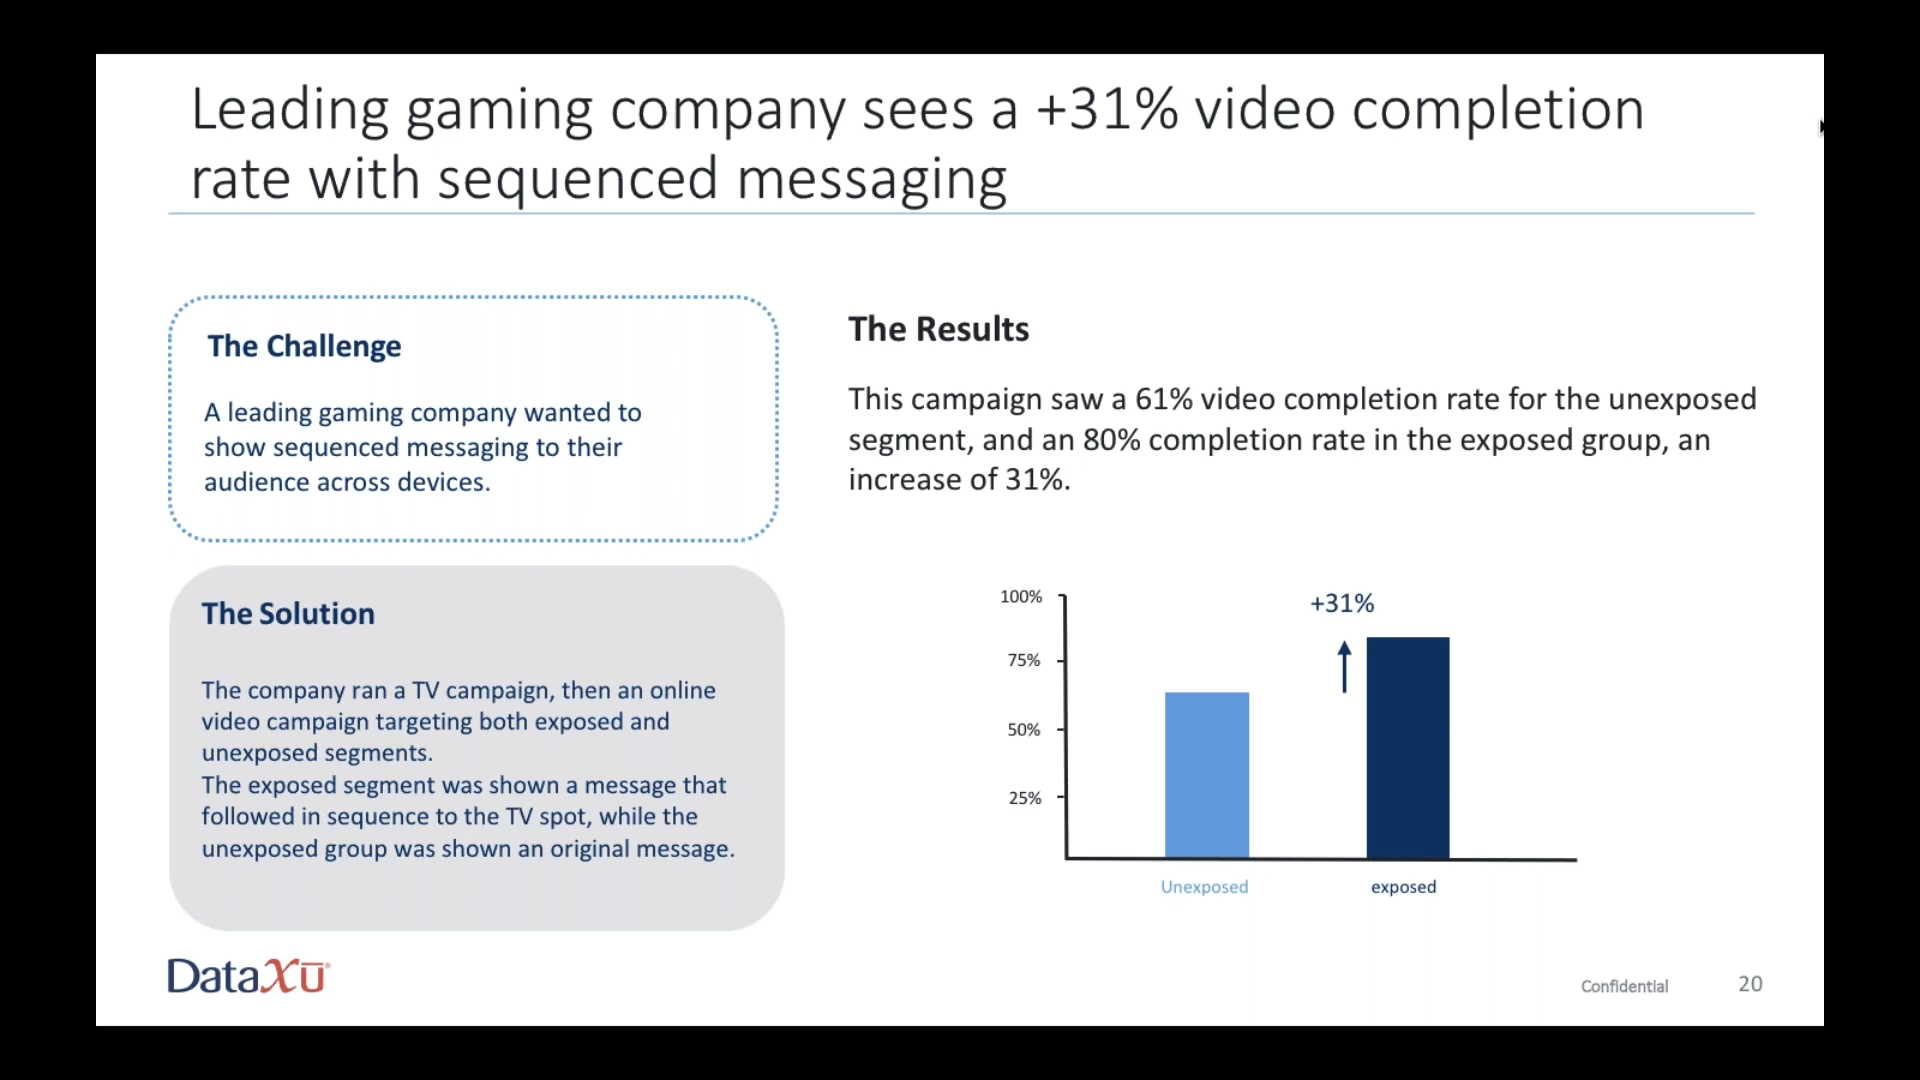 Leading gaming company sees a +31% video completion
rate with sequenced messaging
The Challenge
A leading gaming company wanted to
show sequenced messaging to their
audience across devices.
The Solution
The company ran a TV campaign, then an online
video campaign targeting both exposed and
unexposed segments.
The exposed segment was shown a message that
followed in sequence to the TV spot, while the
unexposed group was shown an original message.
The Results
This campaign saw a 61% video completion rate for the unexposed
segment, and an 80% completion rate in the exposed group, an
increase of 31%.
100%
75%
50%
25%
+31%
Unexposed
exposed
DataXū
Confidential
20